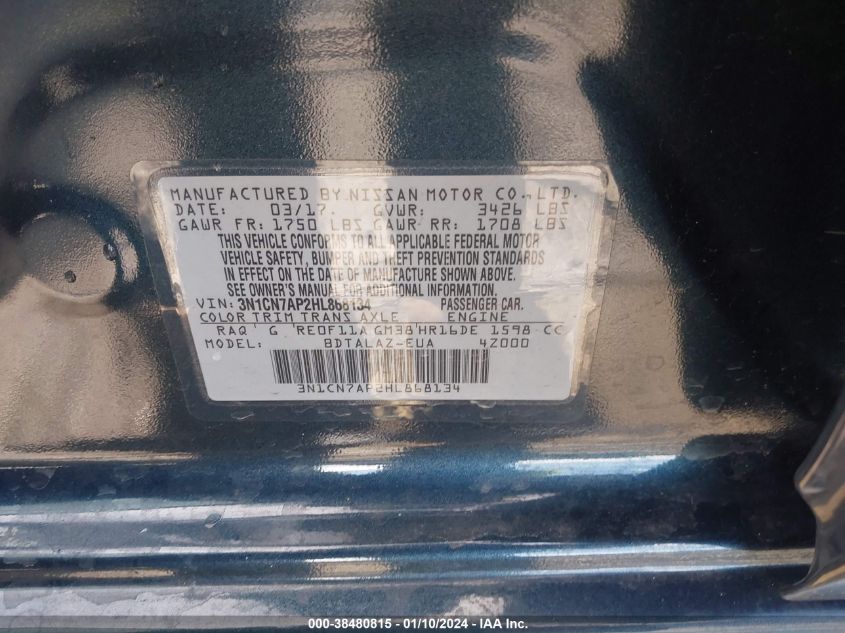 MANUFACTURED BY NISSAN MOTOR CO., LTD.
DATE: 03/17. GVWR: 3426 LBS
GAWR FR: 1750 LBS GAWR RR: 1708 LBS
THIS VEHICLE CONFORMS TO ALL APPLICABLE FEDERAL MOTOR
VEHICLE SAFETY, BUMPER AND THEFT PREVENTION STANDARDS
IN EFFECT ON THE DATE OF MANUFACTURE SHOWN ABOVE.
SEE OWNER'S MANUAL FOR ADDITIONAL INFORMATION.
VIN: 3N1CN7AP2HL868134 PASSENGER CAR.
COLOR TRIM TRANS AXLE ENGINE
RAQ G RE0F11A GM38 HR16DE 1598 CC
MODEL: BDTALAZ-EUA 42000
3N1CN7AP2HL868134
000-38480815 - 01/10/2024 - IAA, Inc.